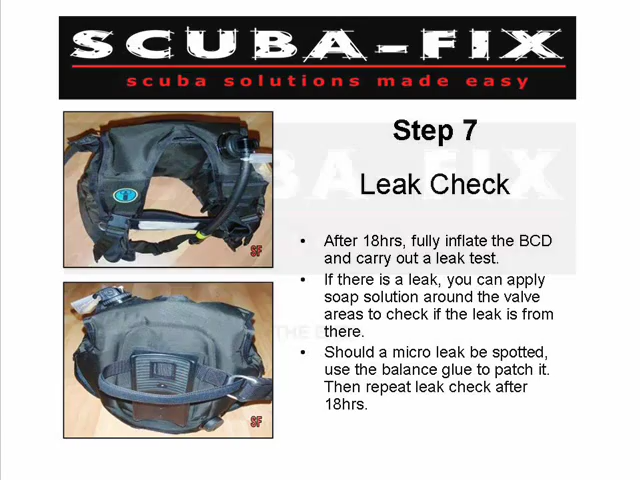 SCUBA-FIX
scuba solutions made easy
Step 7
Leak Check
• After 18hrs, fully inflate the BCD
and carry out a leak test.
• If there is a leak, you can apply
soap solution around the valve
areas to check if the leak is from
there.
• Should a micro leak be spotted,
use the balance glue to patch it.
Then repeat leak check after
18hrs.
SF
SF